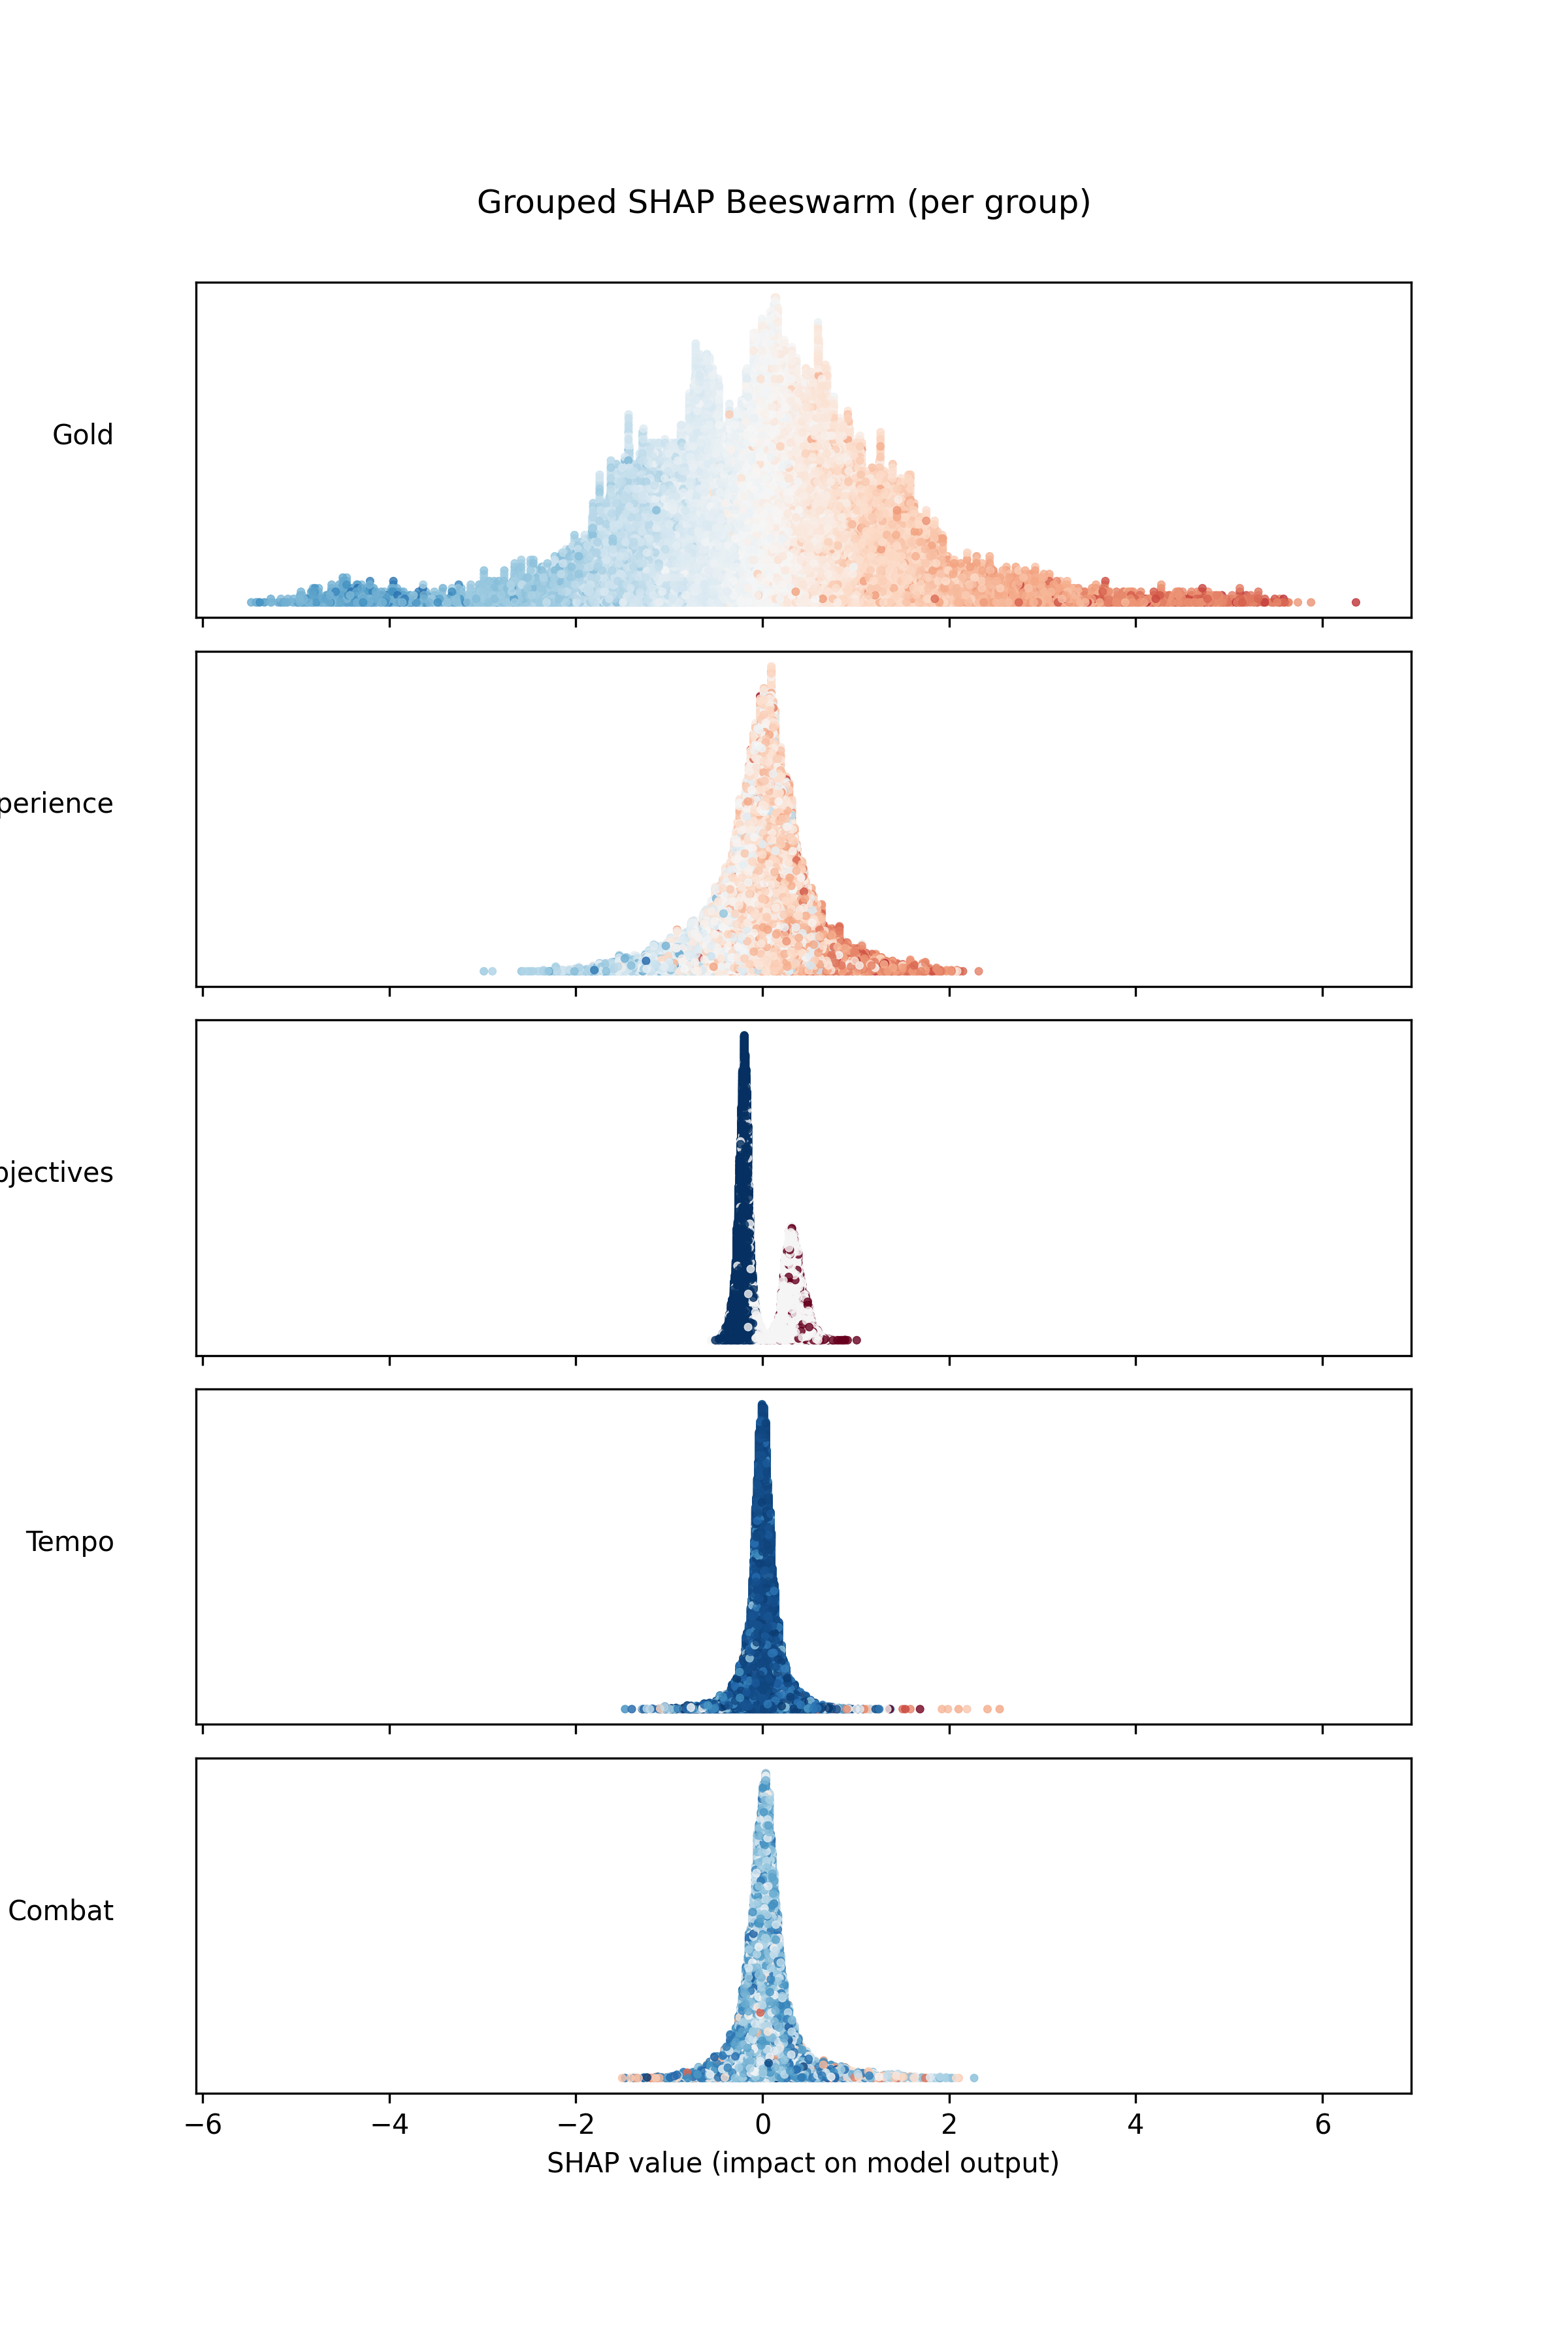 Grouped SHAP Beeswarm (per group)
Gold
perience
ojectives
Tempo
Combat
−6 −4 −2 0 2 4 6
SHAP value (impact on model output)